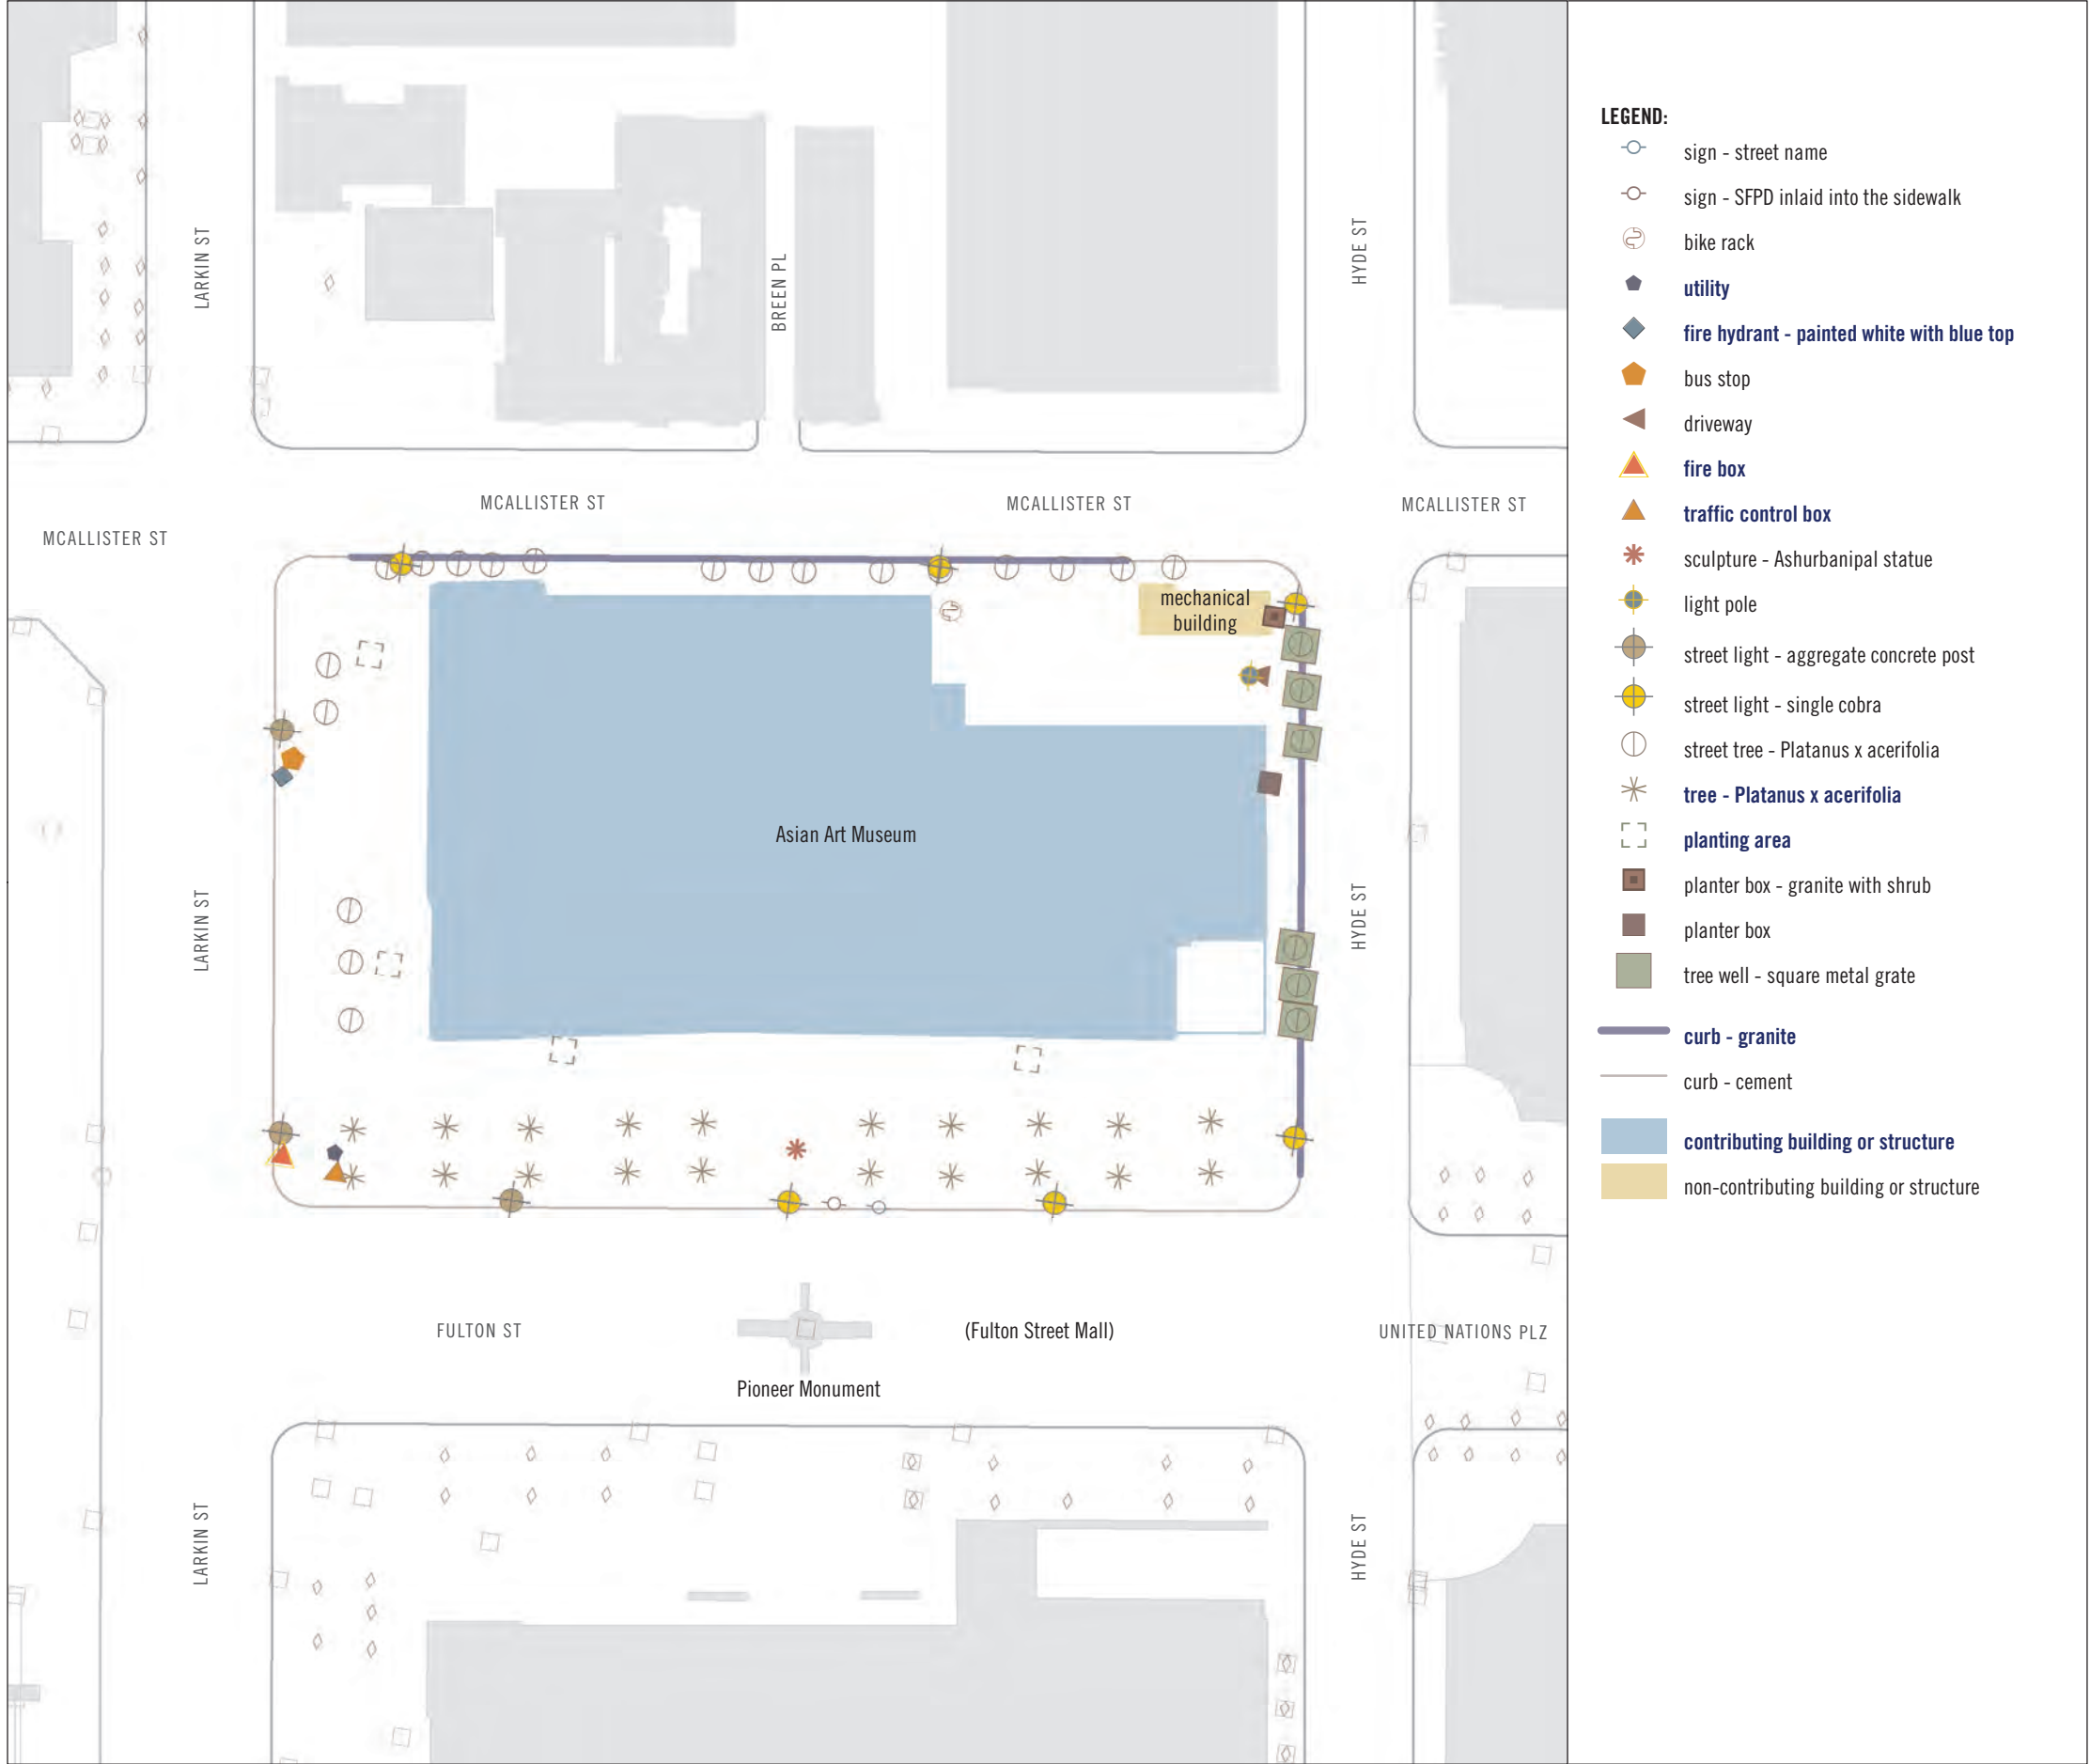 LARKIN ST
BREEN PL
HYDE ST
MCALLISTER ST
MCALLISTER ST
MCALLISTER ST
MCALLISTER ST
mechanical
building
Asian Art Museum
LARKIN ST
HYDE ST
FULTON ST
(Fulton Street Mall)
UNITED NATIONS PLZ
Pioneer Monument
LARKIN ST
HYDE ST
LEGEND:
sign - street name
sign - SFPD inlaid into the sidewalk
bike rack
utility
fire hydrant - painted white with blue top
bus stop
driveway
fire box
traffic control box
sculpture - Ashurbanipal statue
light pole
street light - aggregate concrete post
street light - single cobra
street tree - Platanus x acerifolia
tree - Platanus x acerifolia
planting area
planter box - granite with shrub
planter box
tree well - square metal grate
curb - granite
curb - cement
contributing building or structure
non-contributing building or structure